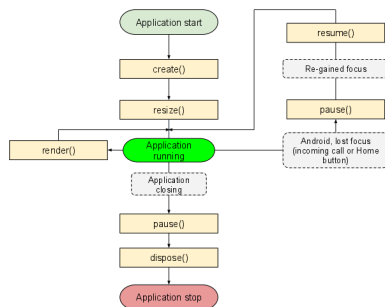 Application start
resume()
create()
Re-gained focus
resize()
pause()
render()
Application
running
Android, lost focus
(incoming call or Home
button)
Application
closing
pause()
dispose()
Application stop